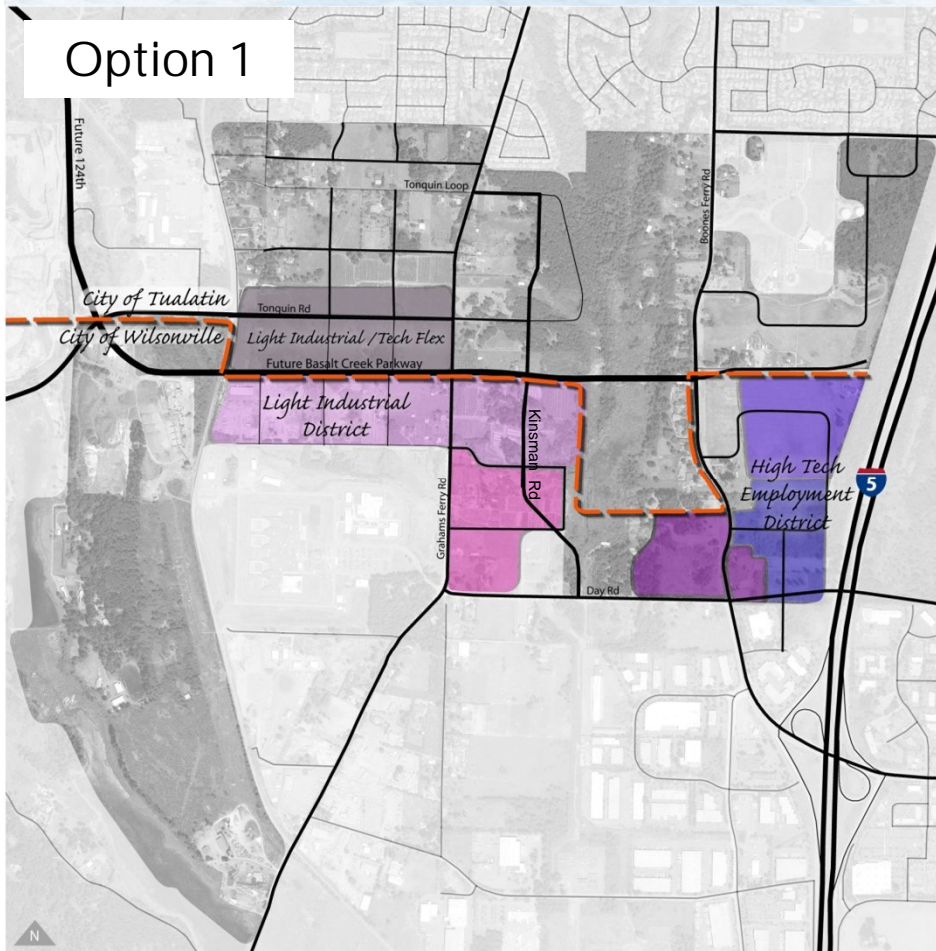 Option 1
Future 124th
Tonquin Loop
Boones Ferry Rd
City of Tualatin
Tonquin Rd
City of Wilsonville
Light Industrial / Tech Flex
Future Basalt Creek Parkway
Light Industrial
District
Kinsman Rd
High Tech
Employment
District
5
Grahams Ferry Rd
Day Rd
N